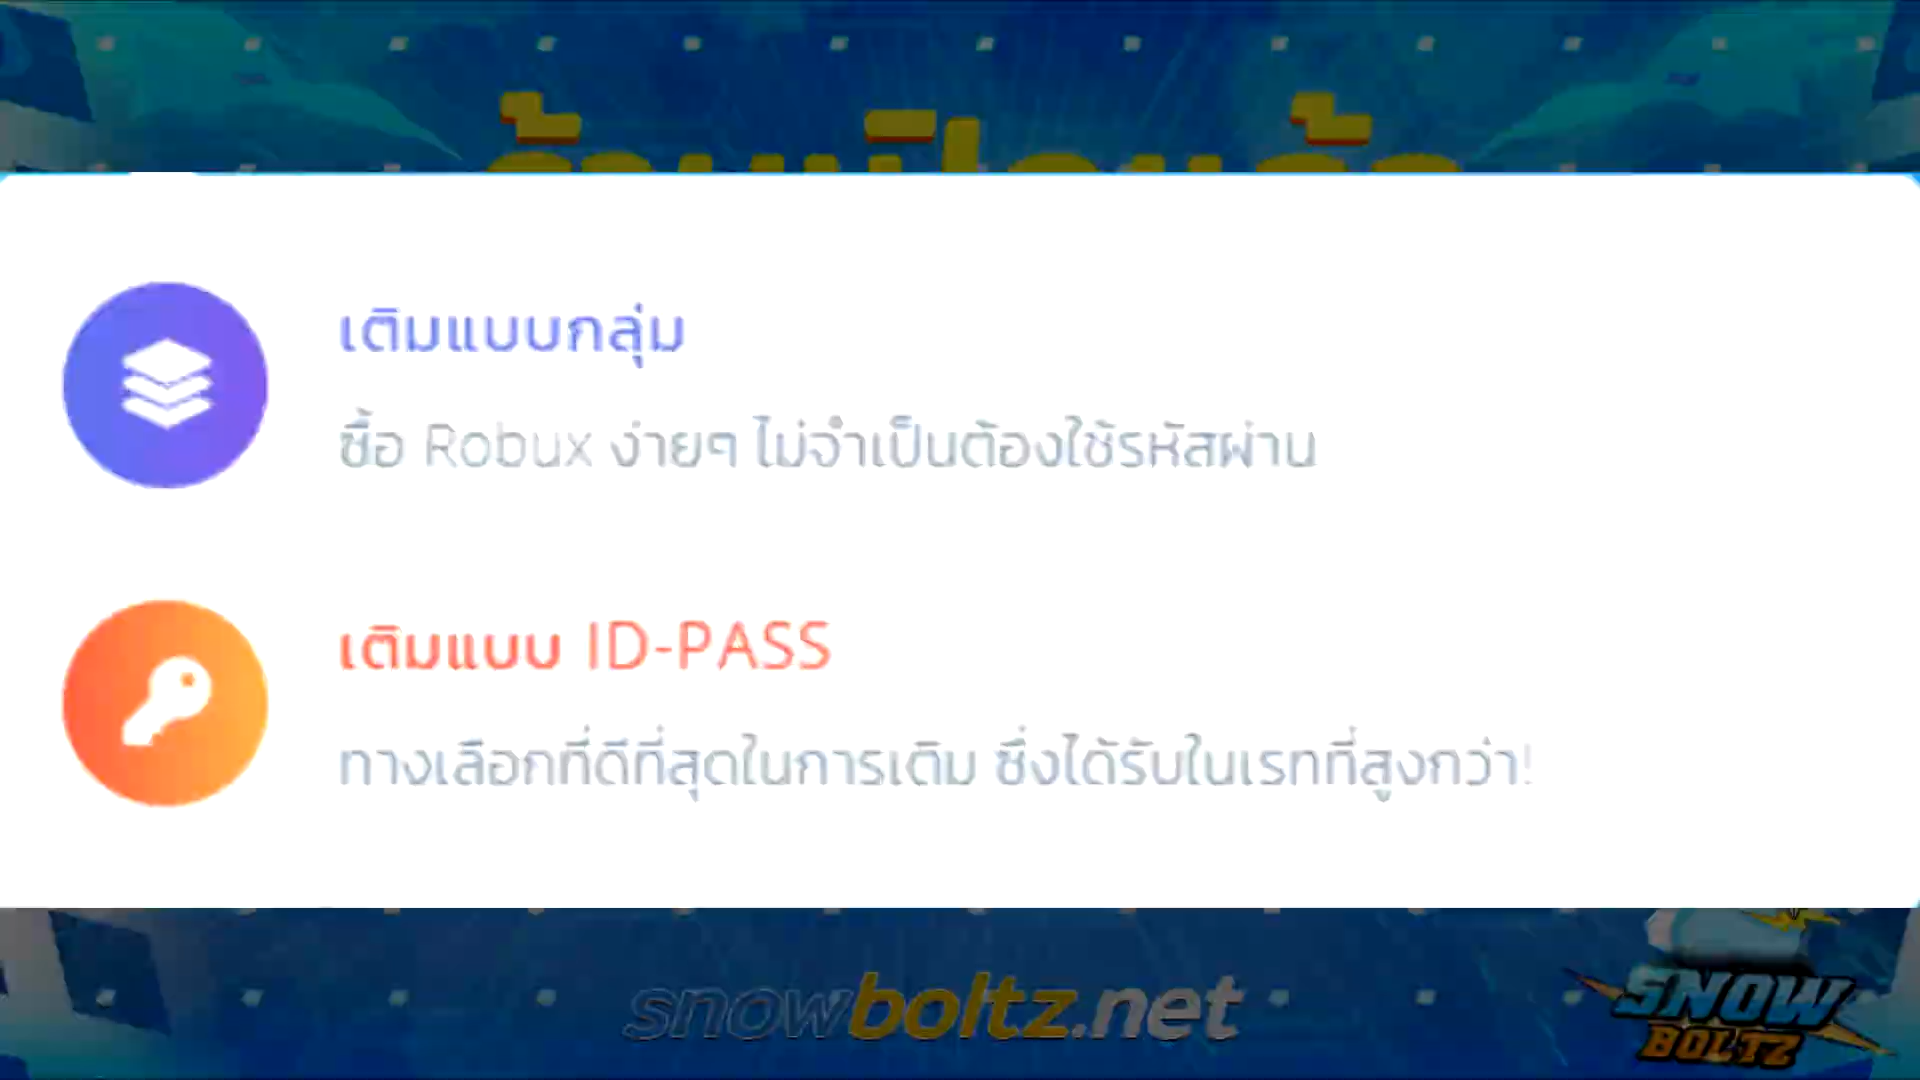 เติมแบบกลุ่ม
ซื้อ Robux ง่ายๆ ไม่จำเป็นต้องใช้รหัสผ่าน
เติมแบบ ID-PASS
ทางเลือกที่ดีที่สุดในการเติม ซึ่งได้รับในเรทที่สูงกว่า!
snowboltz.net
SNOW
BOLTZ